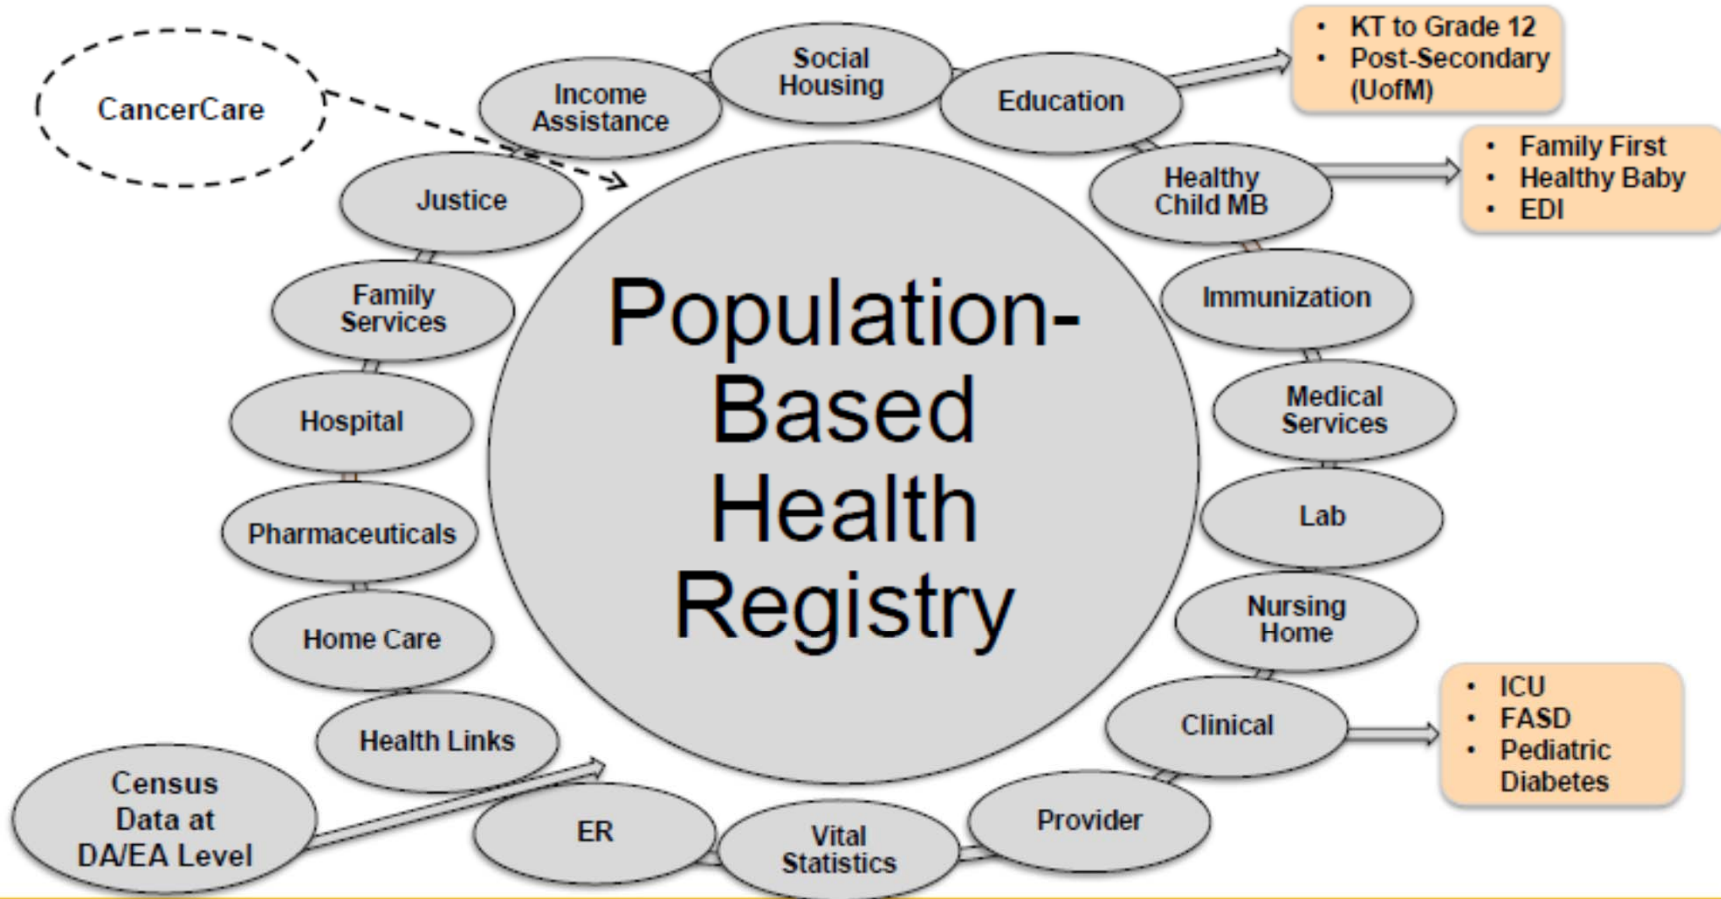 CancerCare
Income
Assistance
Social
Housing
Education
• KT to Grade 12
• Post-Secondary
(UofM)
Justice
Healthy
Child MB
• Family First
• Healthy Baby
• EDI
Family
Services
Immunization
Hospital
Medical
Services
Population-
Based
Health
Registry
Pharmaceuticals
Lab
Home Care
Nursing
Home
Health Links
Clinical
• ICU
• FASD
• Pediatric
Diabetes
Census
Data at
DA/EA Level
ER
Vital
Statistics
Provider